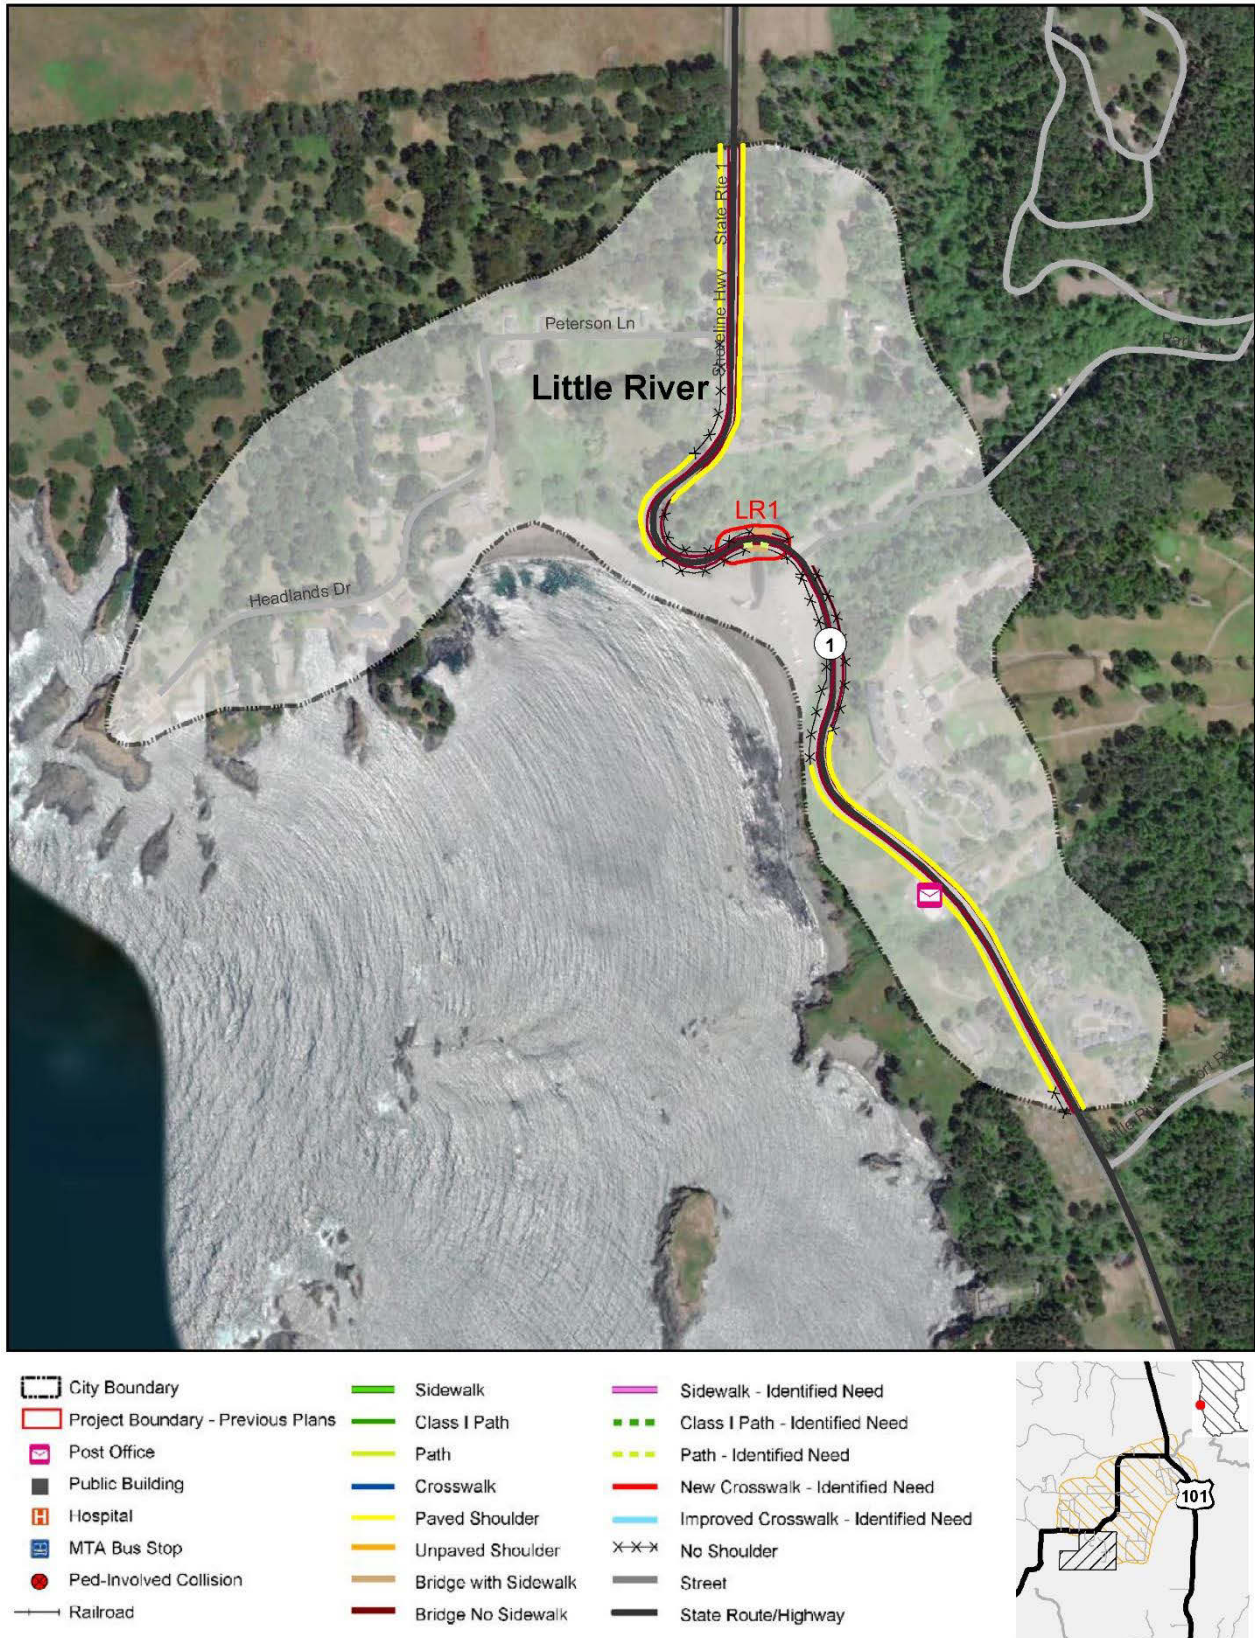 Shoreline Hwy State Rte 1
Peterson Ln
Park Rd
Little River
LR1
Headlands Dr
1
City Boundary
Project Boundary - Previous Plans
Post Office
Public Building
H Hospital
MTA Bus Stop
Ped-Involved Collision
Railroad
Sidewalk
Class I Path
Path
Crosswalk
Paved Shoulder
Unpaved Shoulder
Bridge with Sidewalk
Bridge No Sidewalk
Sidewalk - Identified Need
Class I Path - Identified Need
Path - Identified Need
New Crosswalk - Identified Need
Improved Crosswalk - Identified Need
No Shoulder
Street
State Route/Highway
101